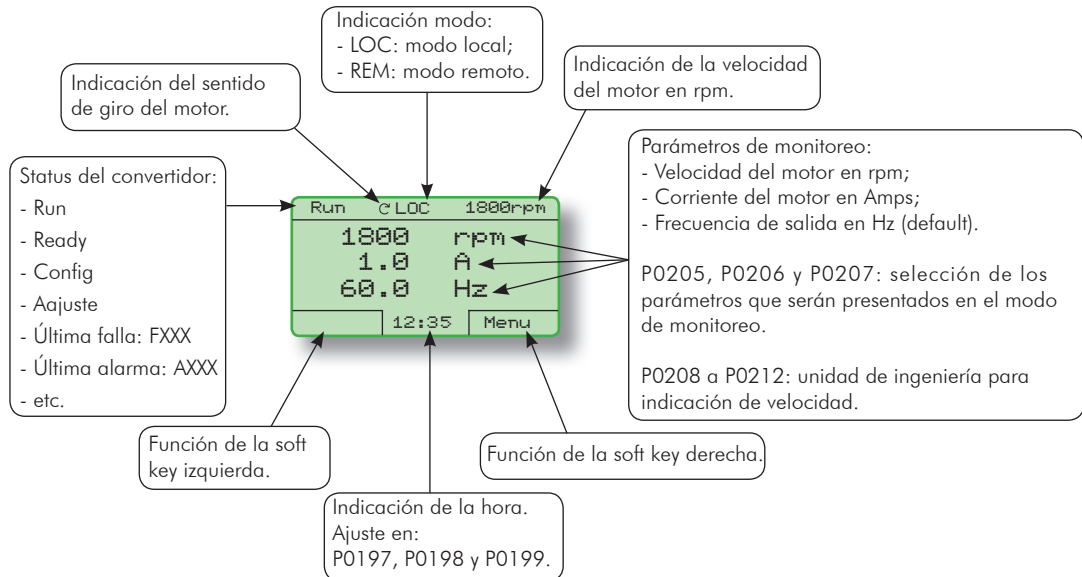 Indicación modo:
- LOC: modo local;
- REM: modo remoto.
Indicación del sentido
de giro del motor.
Indicación de la velocidad
del motor en rpm.
Status del convertidor:
- Run
- Ready
- Config
- Aajuste
- Última falla: FXXX
- Última alarma: AXXX
- etc.
Run LOC 1800rpm
1800 rpm
1.0 A
60.0 Hz
12:35 Menu
Parámetros de monitoreo:
- Velocidad del motor en rpm;
- Corriente del motor en Amps;
- Frecuencia de salida en Hz (default).
P0205, P0206 y P0207: selección de los
parámetros que serán presentados en el modo
de monitoreo.
P0208 a P0212: unidad de ingeniería para
indicación de velocidad.
Función de la soft
key izquierda.
Función de la soft key derecha.
Indicación de la hora.
Ajuste en:
P0197, P0198 y P0199.